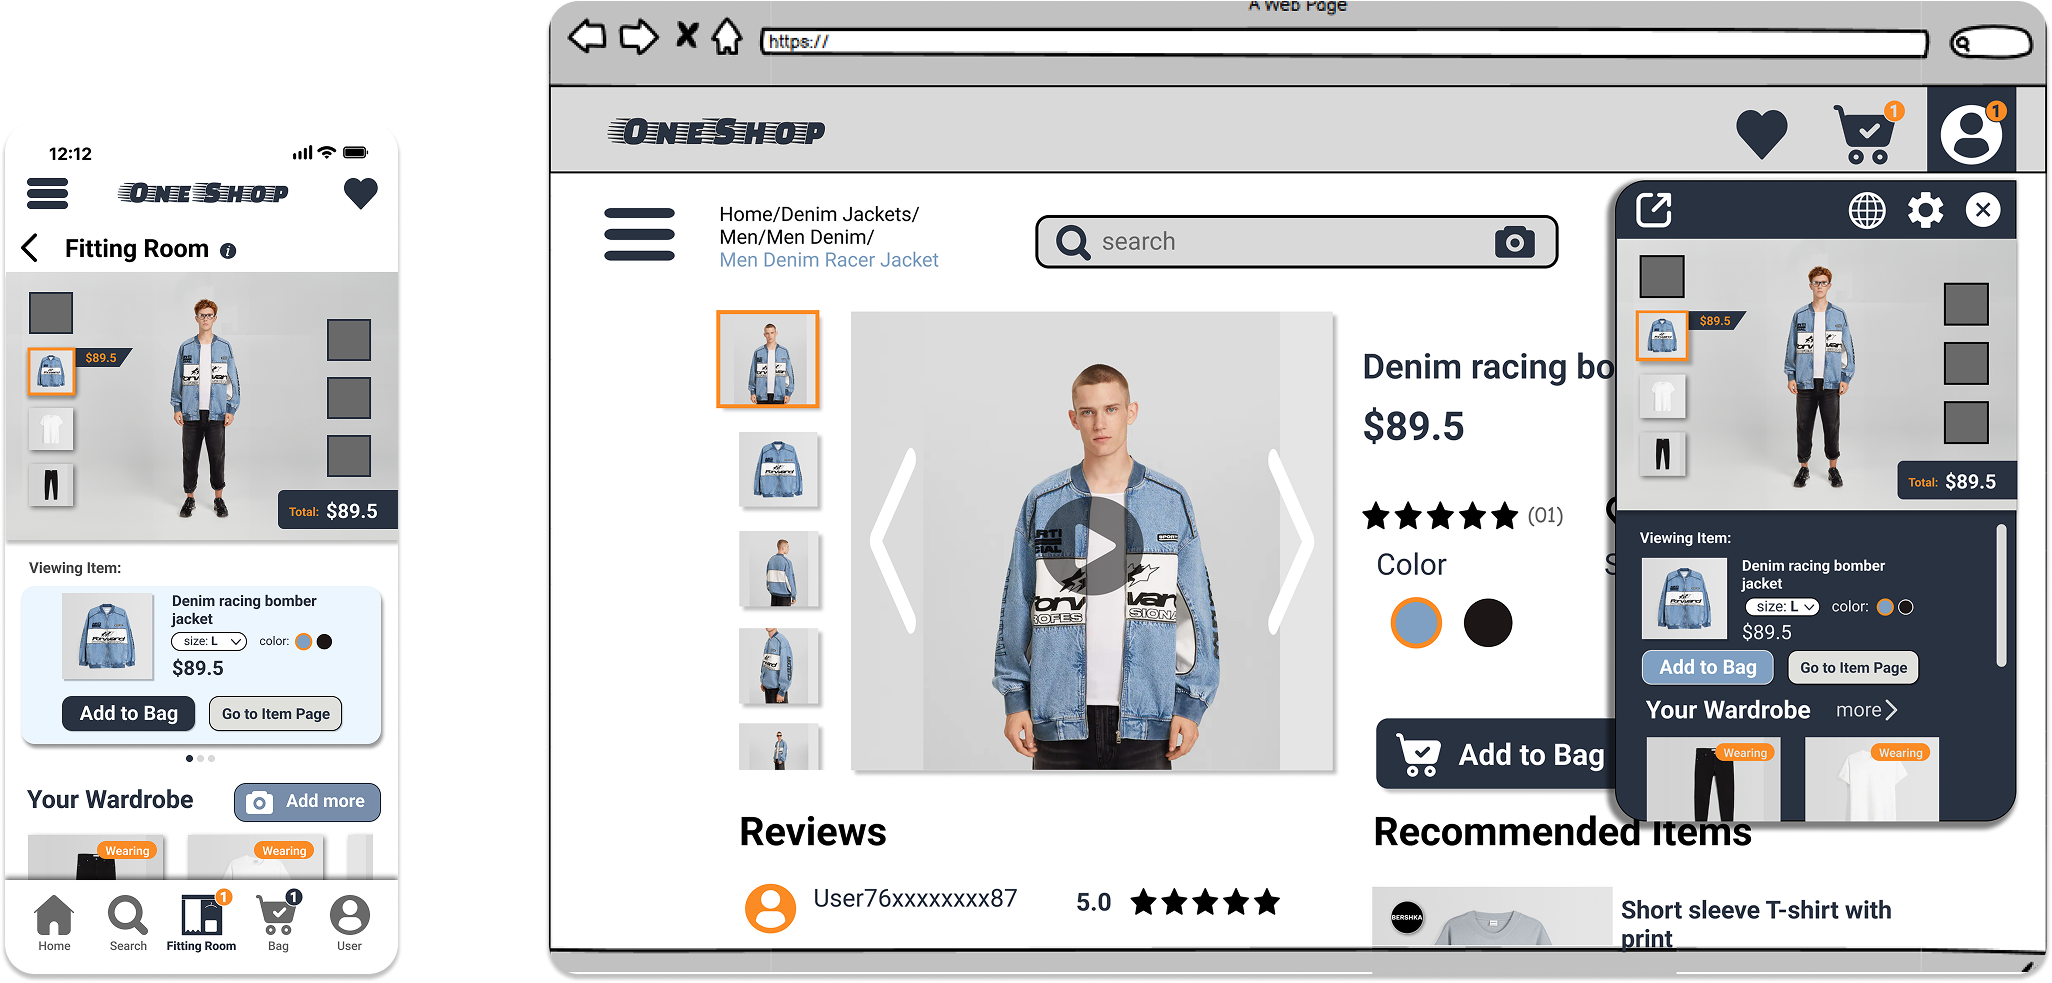 12:12
ONE SHOP
Fitting Room
$89.5
Total: $89.5
Viewing Item:
Denim racing bomber
jacket
size: L
color:
$89.5
Add to Bag
Go to Item Page
Your Wardrobe
Add more
Wearing
Wearing
1
1
Home
Search
Fitting Room
Bag
User
A Web Page
https://
ONESHOP
1
1
Home/Denim Jackets/
Men/Men Denim/
Men Denim Racer Jacket
search
Denim racing bo
$89.5
(01)
Color
S
Add to Bag
Reviews
User76xxxxxxxx87
5.0
Recommended Items
BERSHKA
Short sleeve T-shirt with
print
$89.5
Total: $89.5
Viewing Item:
Denim racing bomber
jacket
size: L
color:
$89.5
Add to Bag
Go to Item Page
Your Wardrobe
more
Wearing
Wearing